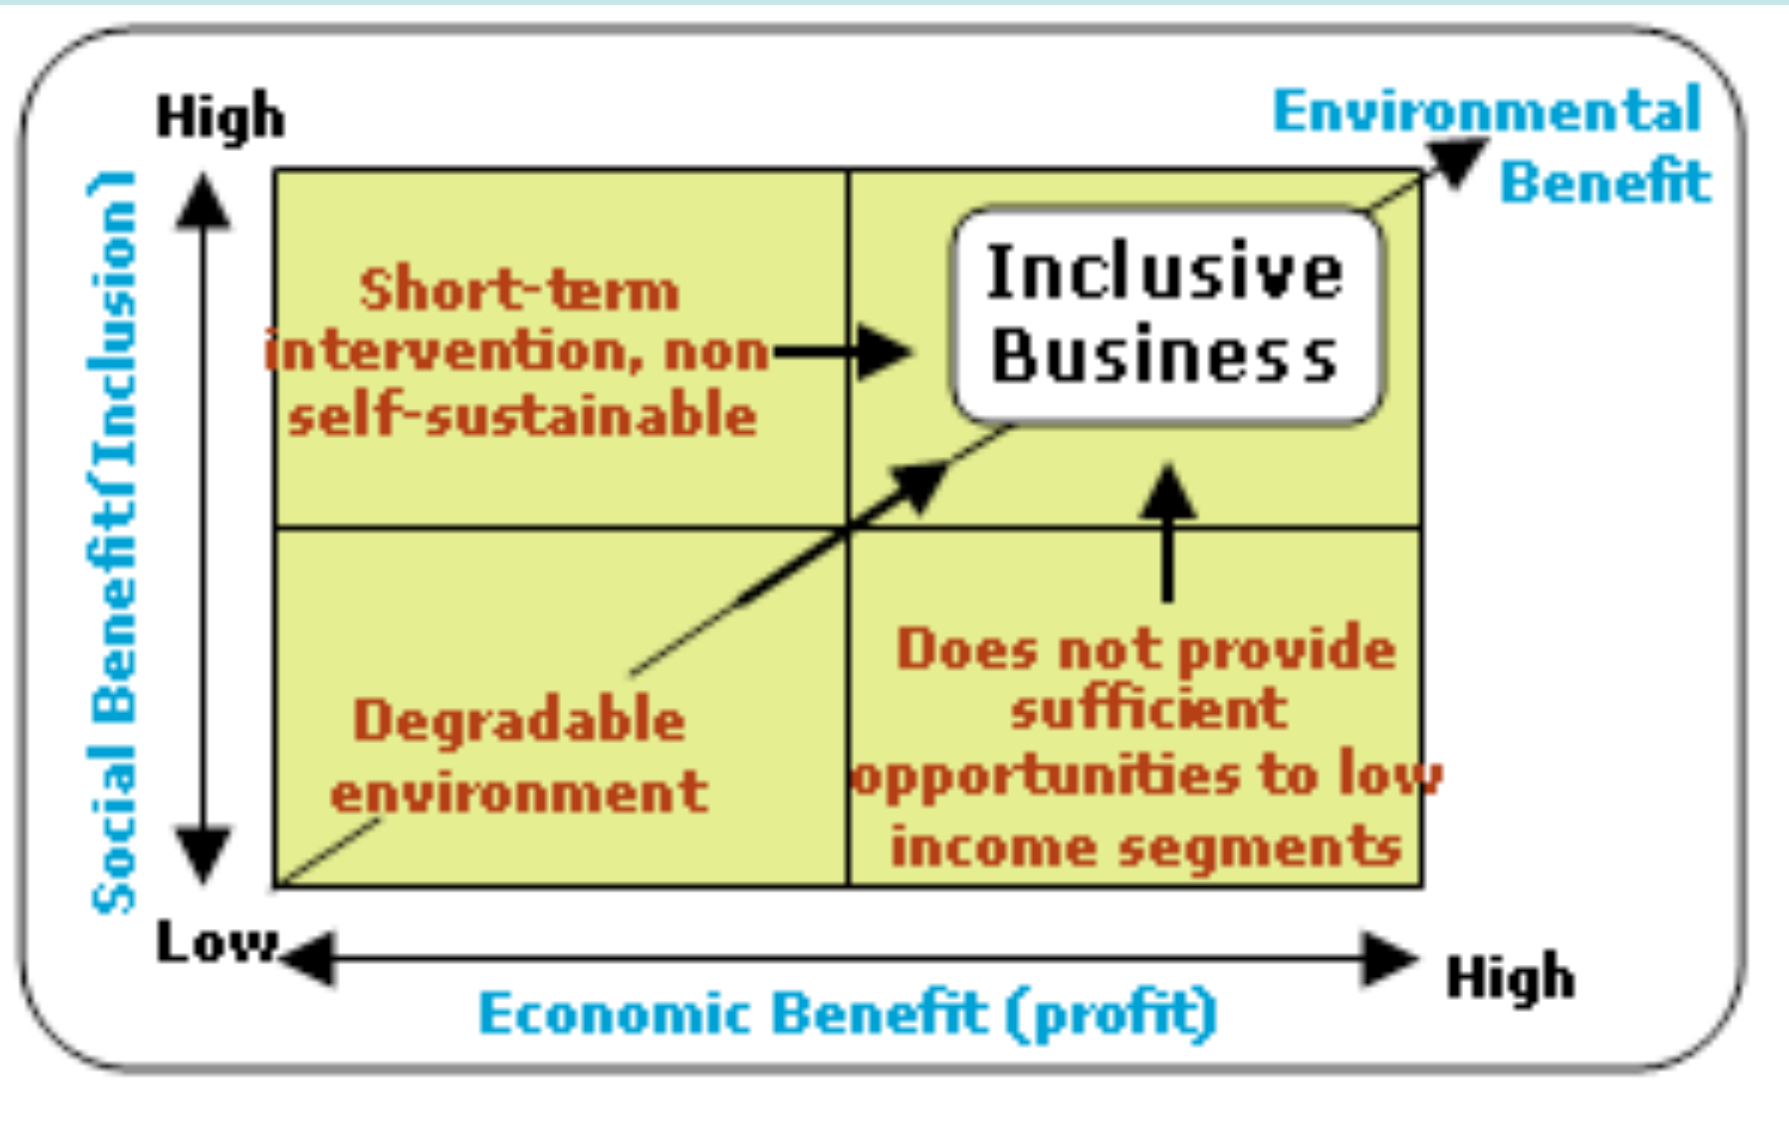 High
Environmental
Benefit
Social Benefit(Inclusion)
Short-term
intervention, non
self-sustainable
Inclusive
Business
Degradable
environment
Does not provide
sufficient
opportunities to low
income segments
Low
High
Economic Benefit (profit)